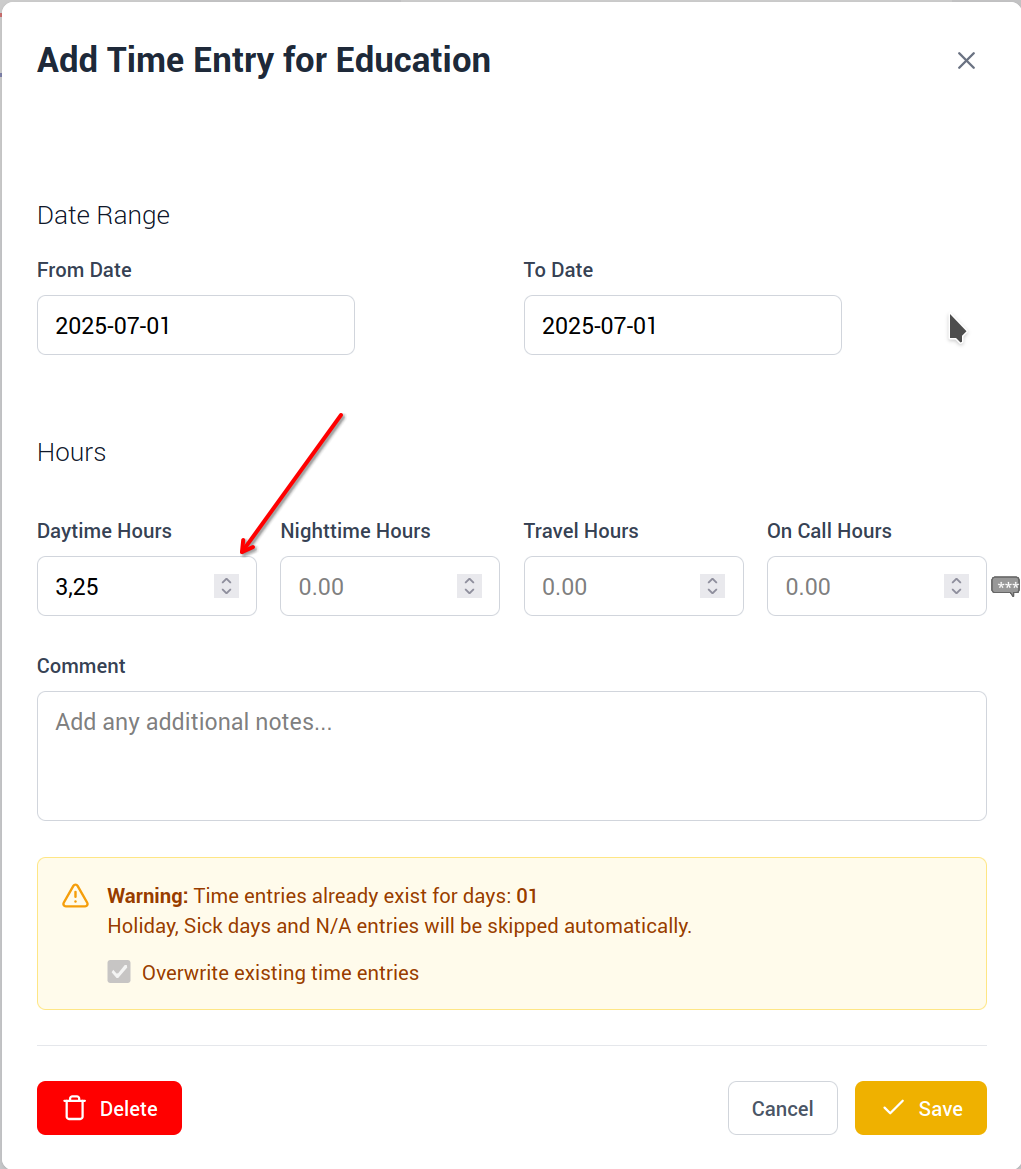 Add Time Entry for Education
Date Range
From Date To Date
2025-07-01 2025-07-01
Hours
Daytime Hours Nighttime Hours Travel Hours On Call Hours
3,25 0.00 0.00 0.00 ***
Comment
Add any additional notes...
Warning: Time entries already exist for days: 01
Holiday, Sick days and N/A entries will be skipped automatically.
Overwrite existing time entries
Delete Cancel Save